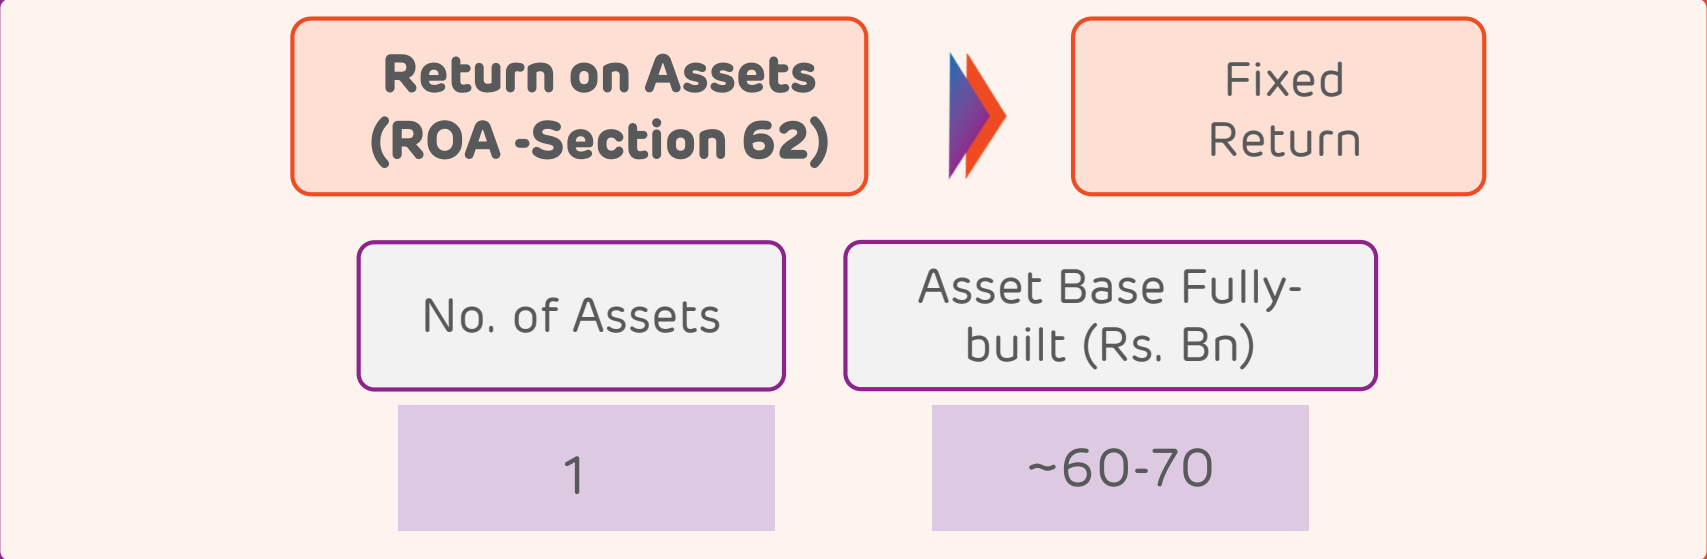 Return on Assets
(ROA -Section 62)
Fixed
Return
No. of Assets
Asset Base Fully-
built (Rs. Bn)
1
~60-70